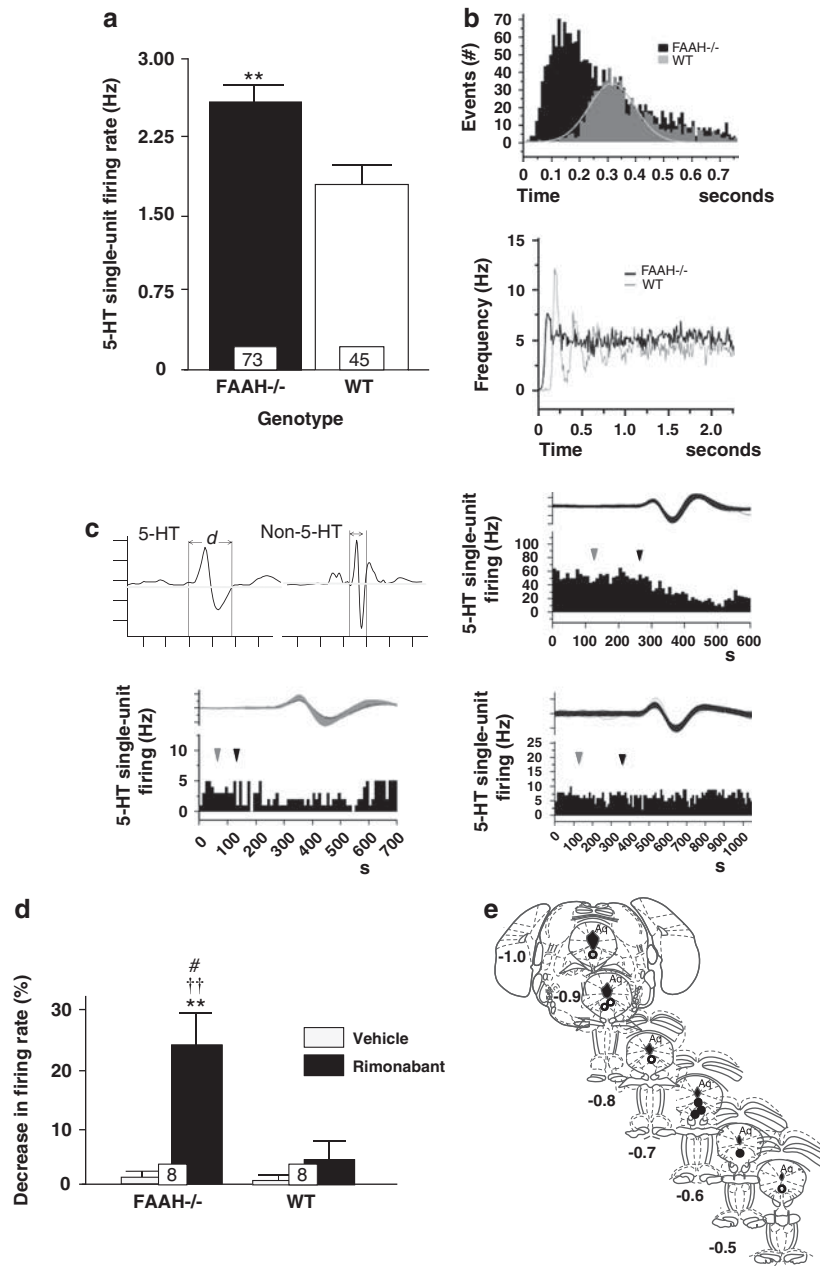 a
5-HT single-unit firing rate (Hz)
3.00
2.25
1.50
0.75
0
**
73
45
FAAH-/-
WT
Genotype
b
Events (#)
70
60
50
40
30
20
10
0
FAAH-/-
WT
0 0.1 0.2 0.3 0.4 0.5 0.6 0.7
Time seconds
Frequency (Hz)
15
10
5
0
FAAH-/-
WT
0 0.5 1.0 1.5 2.0
Time seconds
c
5-HT
d
Non-5-HT
5-HT single-unit
firing (Hz)
100
80
60
40
20
0
0 100 200 300 400 500 600
s
5-HT single-unit
firing (Hz)
10
5
0
0 100 200 300 400 500 600 700
s
5-HT single-unit
firing (Hz)
25
20
15
10
5
0
0 100 200 300 400 500 600 700 800 900 1000
s
d
Decrease in firing rate (%)
30
20
10
0
#
††
**
Vehicle
Rimonabant
8
8
FAAH-/-
WT
e
Aq
-1.0
Aq
-0.9
Aq
-0.8
Aq
-0.7
Aq
-0.6
Aq
-0.5